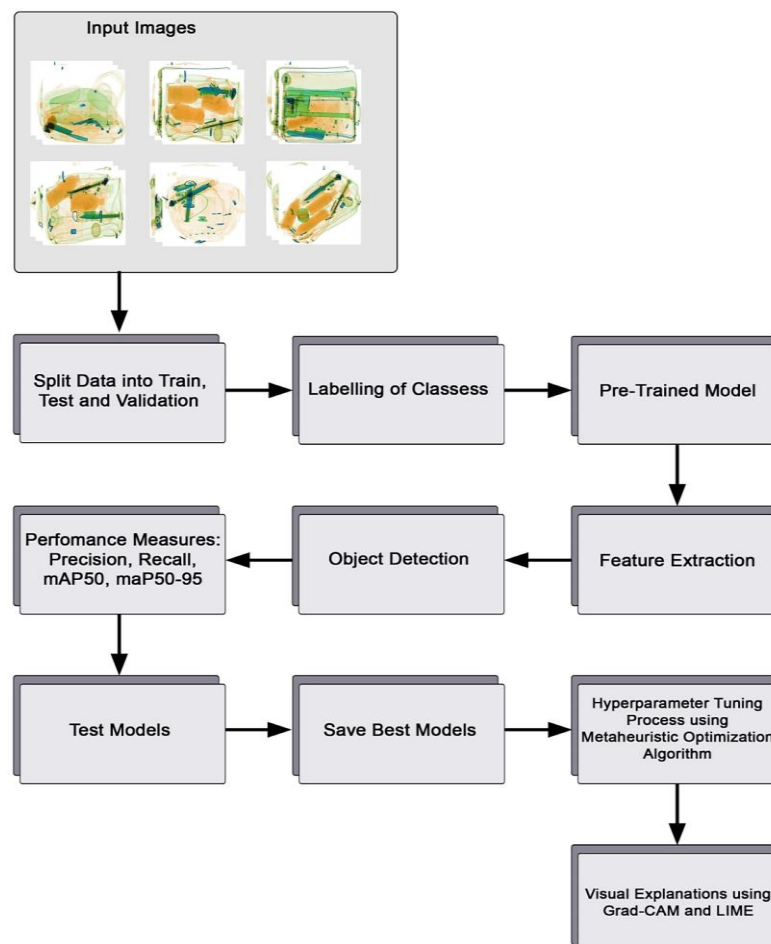 Input Images
Split Data into Train,
Test and Validation
Labelling of Classess
Pre-Trained Model
Perfomance Measures:
Precision, Recall,
mAP50, maP50-95
Object Detection
Feature Extraction
Test Models
Save Best Models
Hyperparameter Tuning
Process using
Metaheuristic Optimization
Algorithm
Visual Explanations using
Grad-CAM and LIME